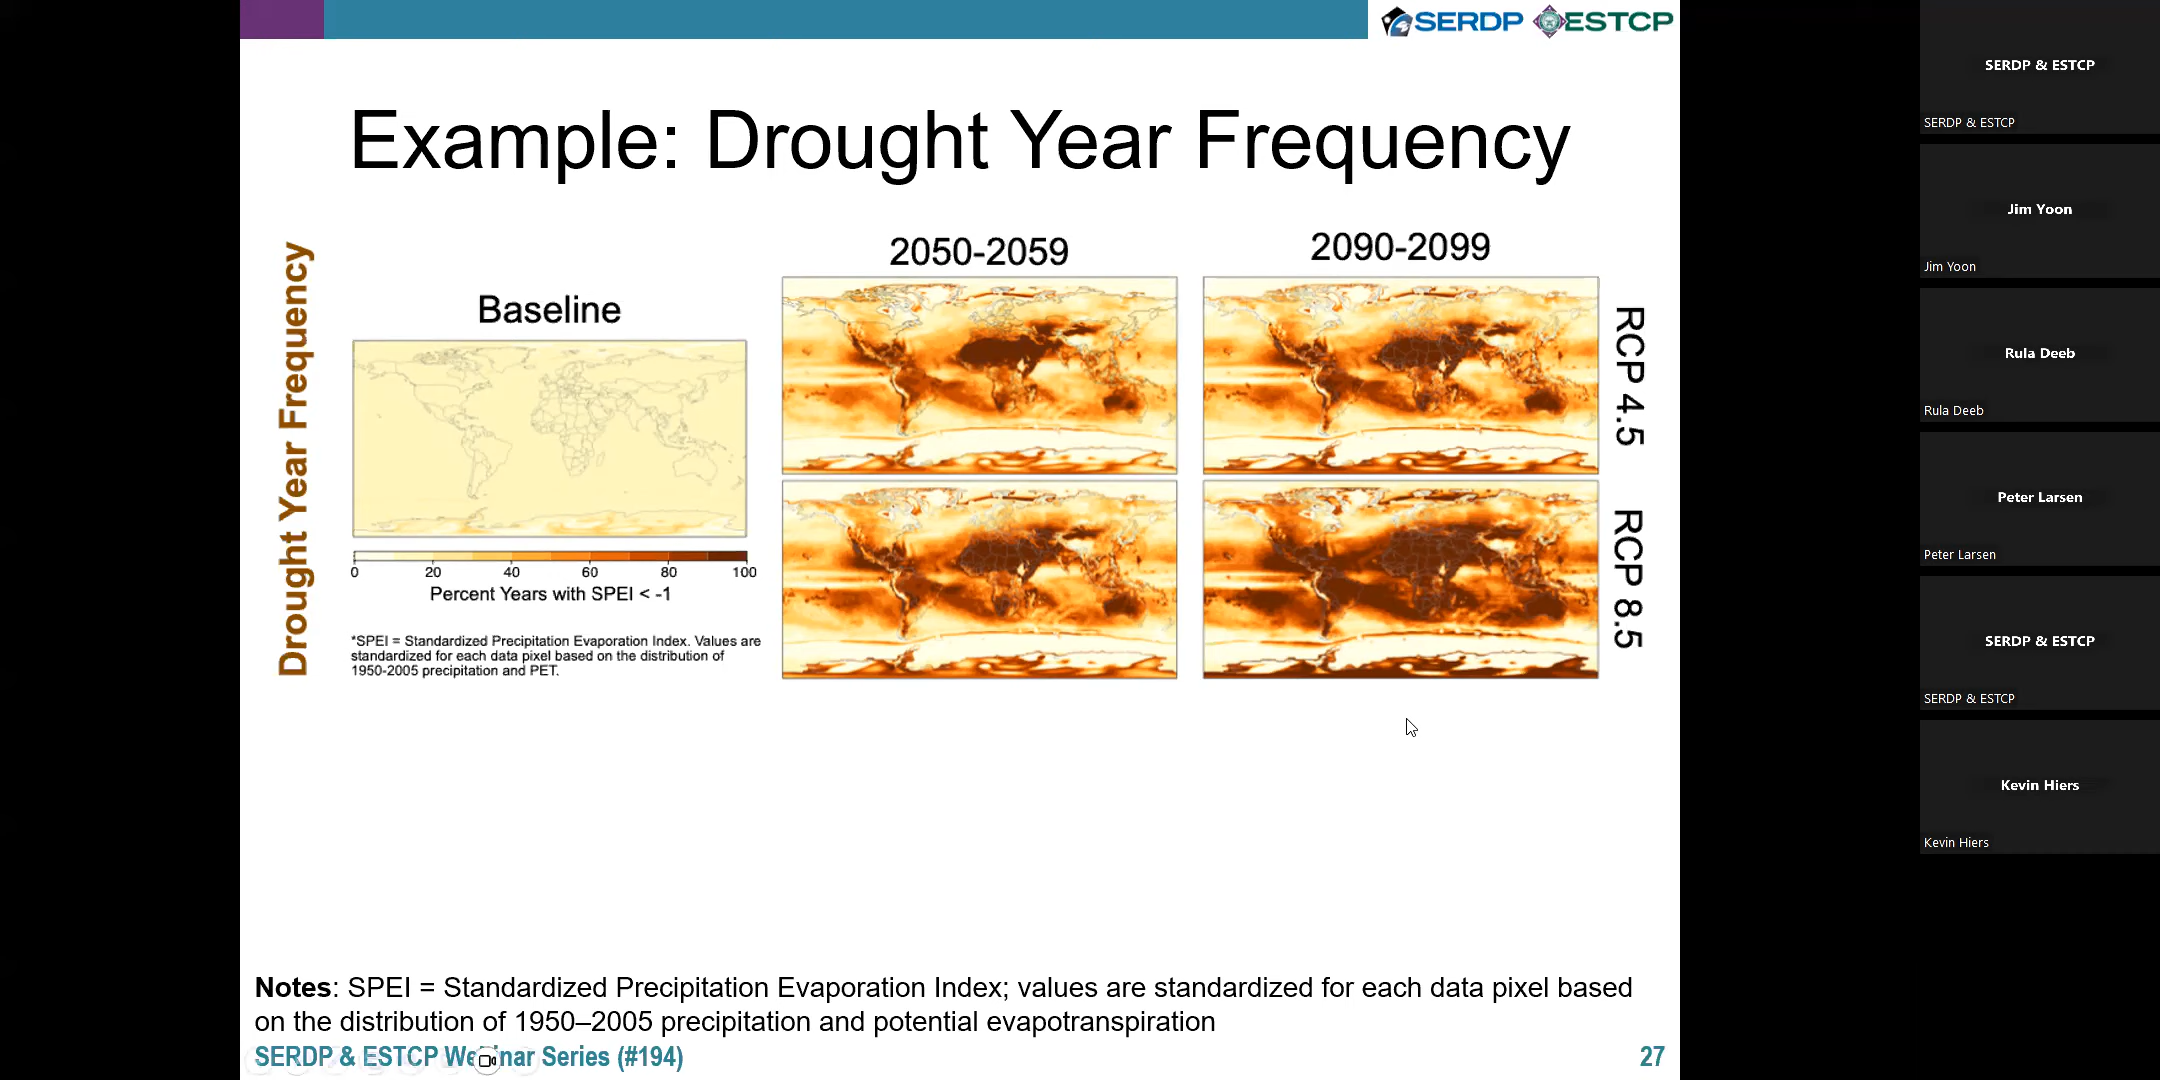 SERDP ESTCP
Example: Drought Year Frequency
Drought Year Frequency
Baseline
2050-2059
2090-2099
RCP 4.5
RCP 8.5
0 20 40 60 80 100
Percent Years with SPEI < -1
*SPEI = Standardized Precipitation Evaporation Index. Values are
standardized for each data pixel based on the distribution of
1950-2005 precipitation and PET.
Notes: SPEI = Standardized Precipitation Evaporation Index; values are standardized for each data pixel based
on the distribution of 1950–2005 precipitation and potential evapotranspiration
SERDP & ESTCP We nar Series (#194)
27
SERDP & ESTCP
SERDP & ESTCP
Jim Yoon
Jim Yoon
Rula Deeb
Rula Deeb
Peter Larsen
Peter Larsen
SERDP & ESTCP
SERDP & ESTCP
Kevin Hiers
Kevin Hiers